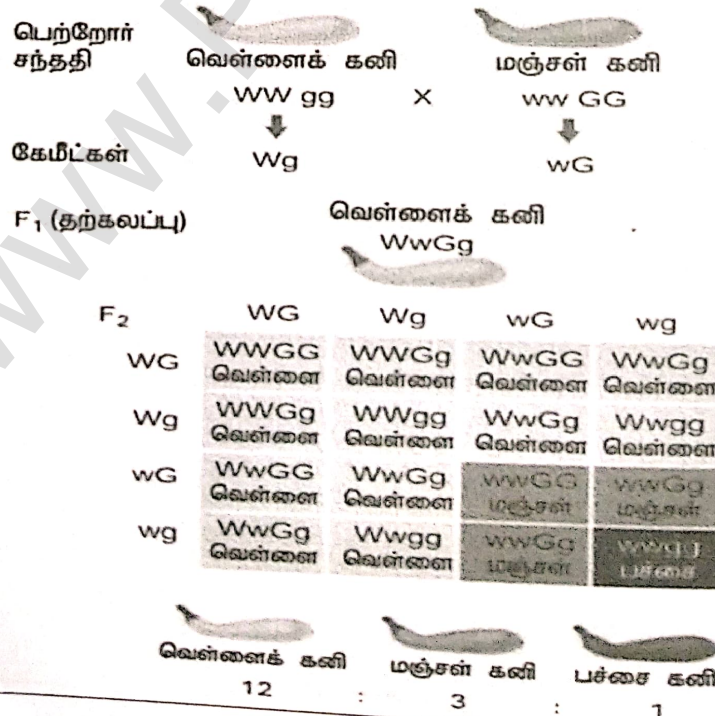 பெற்றோர்
சந்ததி
வெள்ளைக் கனி மஞ்சள் கனி
WW gg X ww GG
கேமீட்கள் Wg wG
F₁ (தற்கலப்பு) வெள்ளைக் கனி
WwGg
F₂ WG Wg wG wg
WG WWGG WWGg WwGG WwGg
வெள்ளை வெள்ளை வெள்ளை வெள்ளை
Wg WWGg WWgg WwGg Wwgg
வெள்ளை வெள்ளை வெள்ளை வெள்ளை
wG WwGG WwGg wwGG wwGg
வெள்ளை வெள்ளை மஞ்சள் மஞ்சள்
wg WwGg Wwgg wwGg
வெள்ளை வெள்ளை மஞ்சள் பச்சை
வெள்ளைக் கனி மஞ்சள் கனி பச்சை கனி
12 : 3 : 1